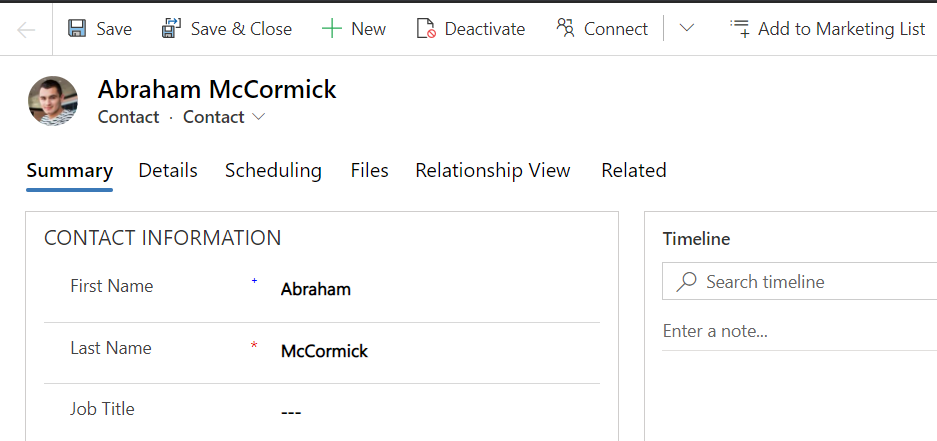 Save Save & Close New Deactivate Connect Add to Marketing List
Abraham McCormick
Contact · Contact
Summary Details Scheduling Files Relationship View Related
CONTACT INFORMATION
Timeline
First Name + Abraham
Search timeline
Last Name * McCormick
Enter a note...
Job Title ---